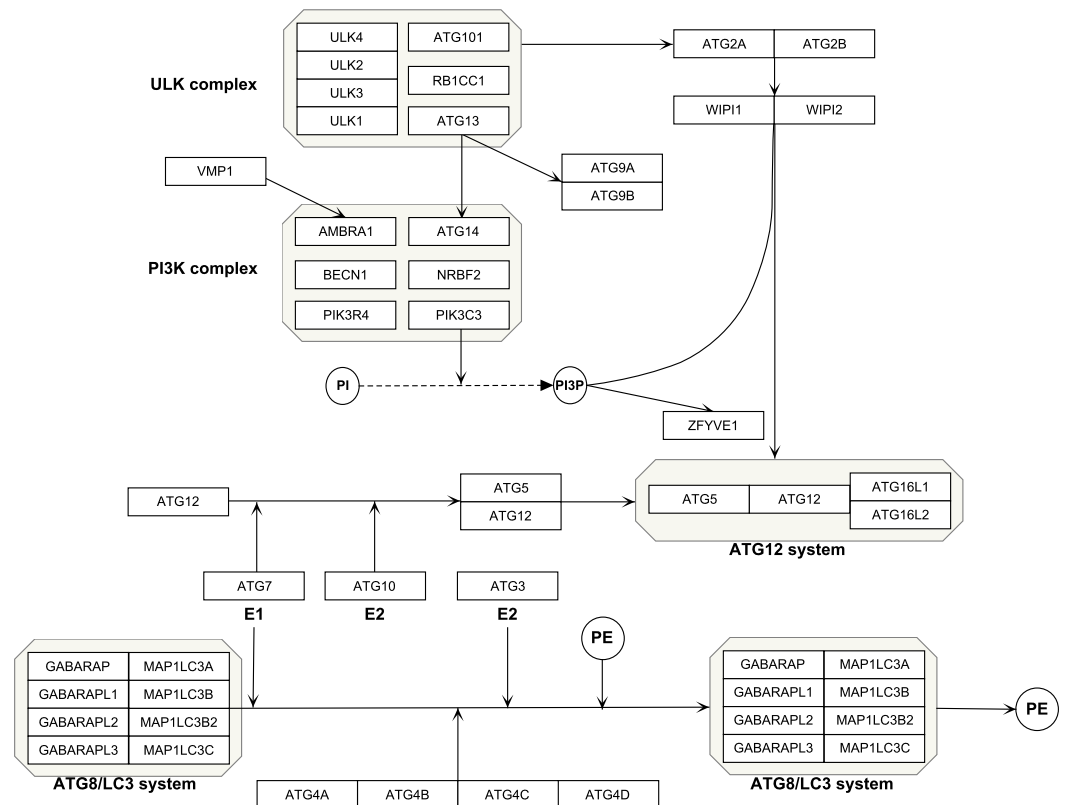 ULK complex
ULK4
ULK2
ULK3
ULK1
ATG101
RB1CC1
ATG13
ATG2A
ATG2B
WIPI1
WIPI2
VMP1
ATG9A
ATG9B
PI3K complex
AMBRA1
ATG14
BECN1
NRBF2
PIK3R4
PIK3C3
PI
PI3P
ZFYVE1
ATG12
ATG5
ATG12
ATG5
ATG12
ATG16L1
ATG16L2
ATG12 system
ATG7
ATG10
ATG3
E1
E2
E2
PE
GABARAP
MAP1LC3A
GABARAPL1
MAP1LC3B
GABARAPL2
MAP1LC3B2
GABARAPL3
MAP1LC3C
ATG8/LC3 system
GABARAP
MAP1LC3A
GABARAPL1
MAP1LC3B
GABARAPL2
MAP1LC3B2
GABARAPL3
MAP1LC3C
ATG8/LC3 system
PE
ATG4A
ATG4B
ATG4C
ATG4D